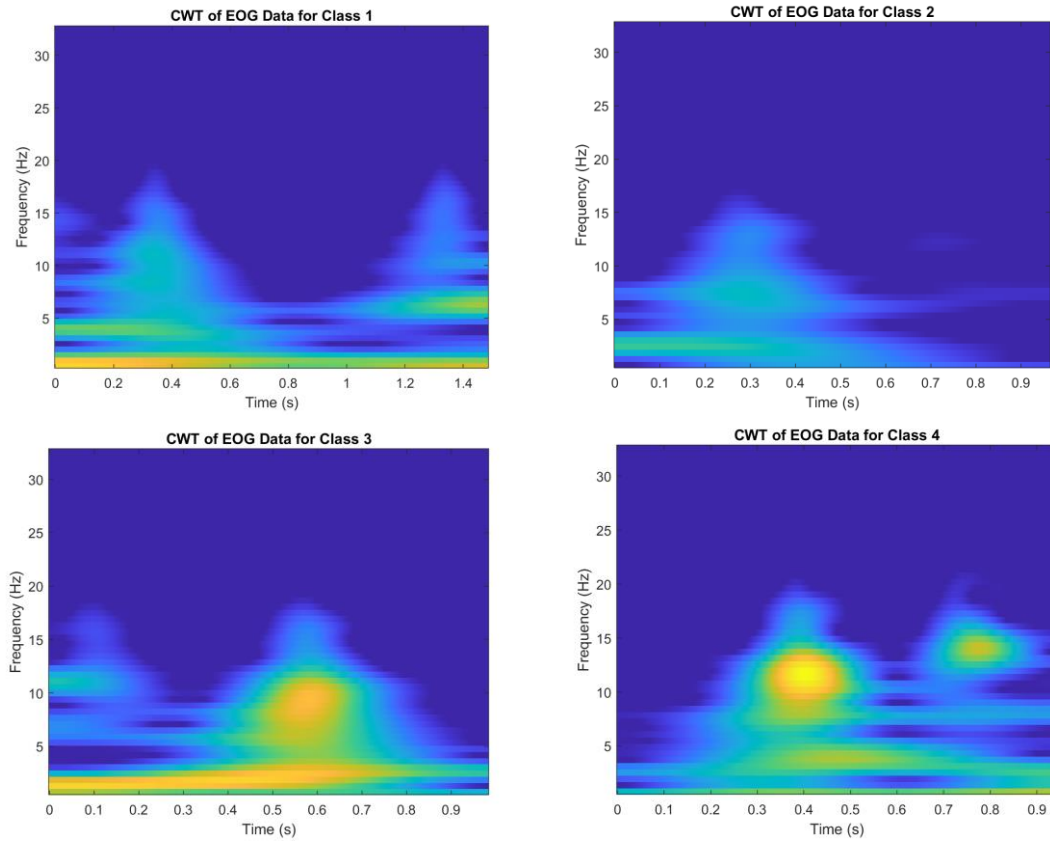 CWT of EOG Data for Class 1
30
25
20
15
10
5
Frequency (Hz)
0 0.2 0.4 0.6 0.8 1 1.2 1.4
Time (s)
CWT of EOG Data for Class 2
30
25
20
15
10
5
Frequency (Hz)
0 0.1 0.2 0.3 0.4 0.5 0.6 0.7 0.8 0.9
Time (s)
CWT of EOG Data for Class 3
30
25
20
15
10
5
Frequency (Hz)
0 0.1 0.2 0.3 0.4 0.5 0.6 0.7 0.8 0.9
Time (s)
CWT of EOG Data for Class 4
30
25
20
15
10
5
Frequency (Hz)
0 0.1 0.2 0.3 0.4 0.5 0.6 0.7 0.8 0.9
Time (s)